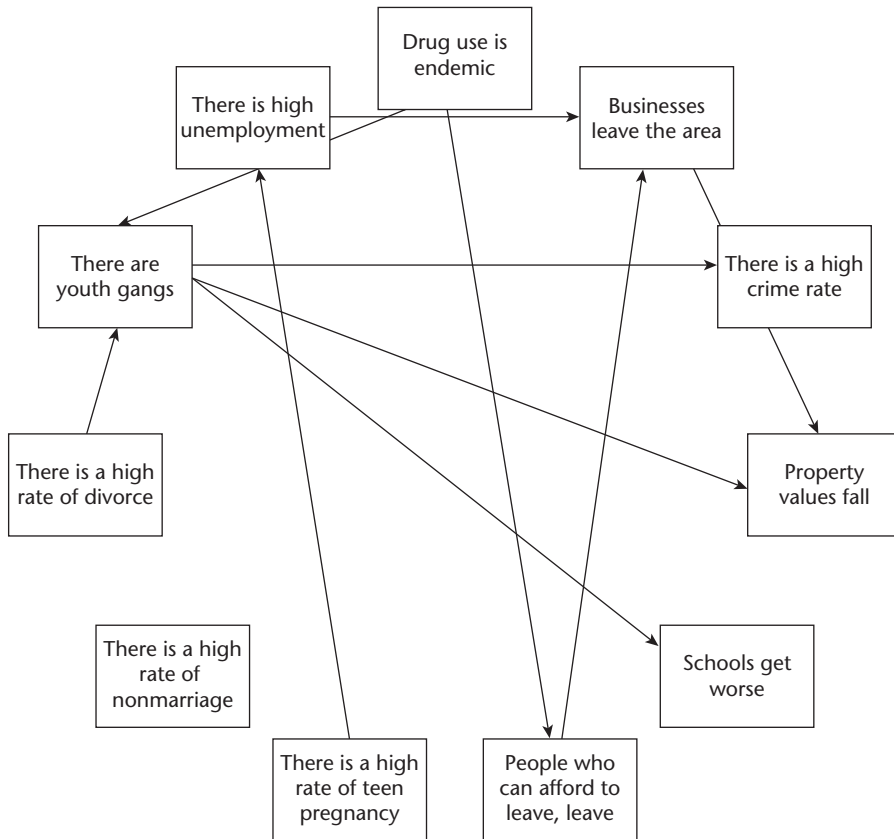 Drug use is
endemic
There is high
unemployment
Businesses
leave the area
There are
youth gangs
There is a high
crime rate
There is a high
rate of divorce
Property
values fall
There is a high
rate of
nonmarriage
Schools get
worse
There is a high
rate of teen
pregnancy
People who
can afford to
leave, leave